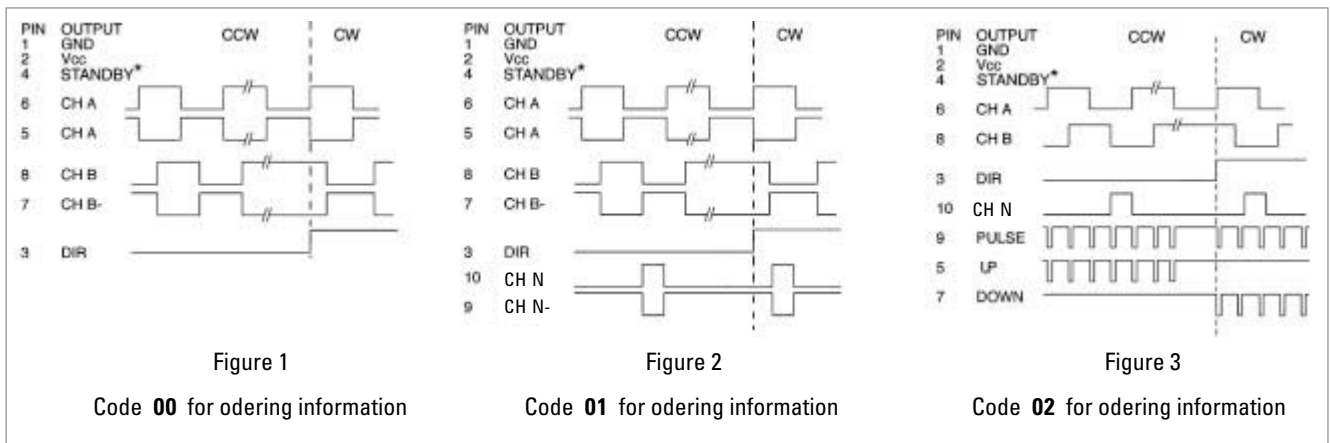 PIN OUTPUT CCW CW
1 GND
2 Vcc
4 STANDBY*
6 CH A
5 CH A
8 CH B
7 CH B-
3 DIR
Figure 1
Code 00 for odering information
PIN OUTPUT CCW CW
1 GND
2 Vcc
4 STANDBY*
6 CH A
5 CH A
8 CH B
7 CH B-
3 DIR
10 CH N
9 CH N-
Figure 2
Code 01 for odering information
PIN OUTPUT CCW CW
1 GND
2 Vcc
4 STANDBY*
6 CH A
8 CH B
3 DIR
10 CH N
9 PULSE
5 UP
7 DOWN
Figure 3
Code 02 for odering information